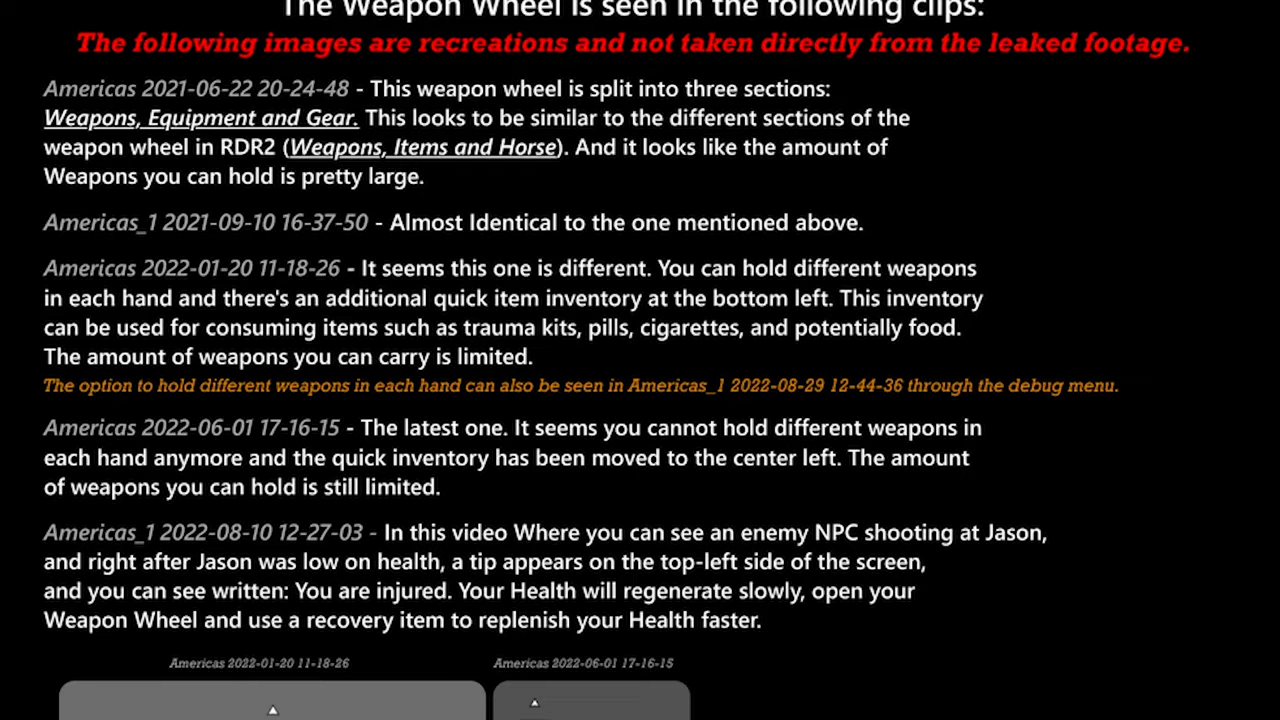 The Weapon Wheel is seen in the following clips:
The following images are recreations and not taken directly from the leaked footage.
Americas 2021-06-22 20-24-48 - This weapon wheel is split into three sections:
Weapons, Equipment and Gear. This looks to be similar to the different sections of the
weapon wheel in RDR2 (Weapons, Items and Horse). And it looks like the amount of
Weapons you can hold is pretty large.
Americas_1 2021-09-10 16-37-50 - Almost Identical to the one mentioned above.
Americas 2022-01-20 11-18-26 - It seems this one is different. You can hold different weapons
in each hand and there's an additional quick item inventory at the bottom left. This inventory
can be used for consuming items such as trauma kits, pills, cigarettes, and potentially food.
The amount of weapons you can carry is limited.
The option to hold different weapons in each hand can also be seen in Americas_1 2022-08-29 12-44-36 through the debug menu.
Americas 2022-06-01 17-16-15 - The latest one. It seems you cannot hold different weapons in
each hand anymore and the quick inventory has been moved to the center left. The amount
of weapons you can hold is still limited.
Americas_1 2022-08-10 12-27-03 - In this video Where you can see an enemy NPC shooting at Jason,
and right after Jason was low on health, a tip appears on the top-left side of the screen,
and you can see written: You are injured. Your Health will regenerate slowly, open your
Weapon Wheel and use a recovery item to replenish your Health faster.
Americas 2022-01-20 11-18-26
Americas 2022-06-01 17-16-15